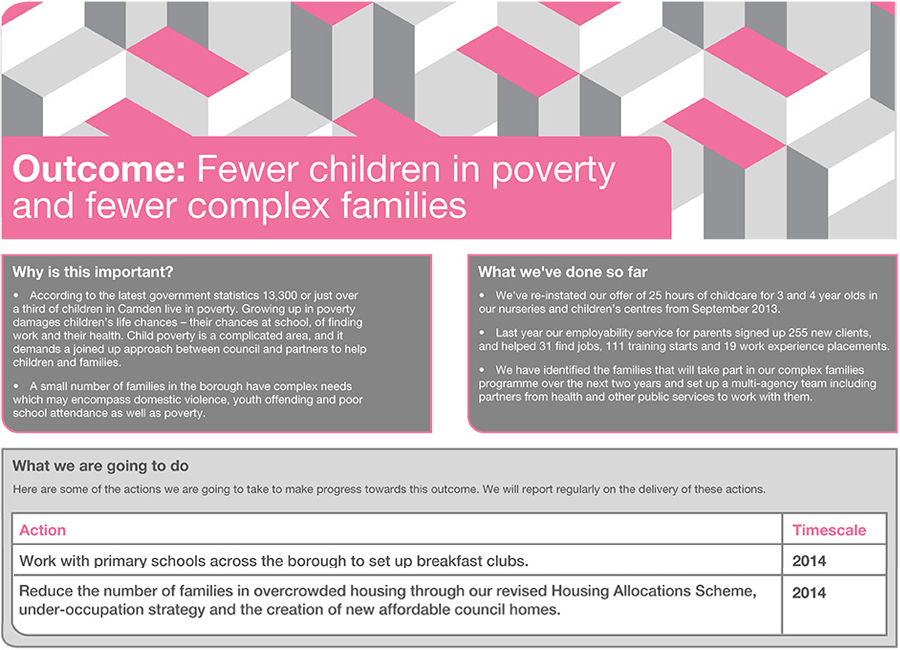 Outcome: Fewer children in poverty
and fewer complex families
Why is this important?
• According to the latest government statistics 13,300 or just over
a third of children in Camden live in poverty. Growing up in poverty
damages children's life chances – their chances at school, of finding
work and their health. Child poverty is a complicated area, and it
demands a joined up approach between council and partners to help
children and families.
• A small number of families in the borough have complex needs
which may encompass domestic violence, youth offending and poor
school attendance as well as poverty.
What we've done so far
• We've re-instated our offer of 25 hours of childcare for 3 and 4 year olds in
our nurseries and children's centres from September 2013.
• Last year our employability service for parents signed up 255 new clients,
and helped 31 find jobs, 111 training starts and 19 work experience placements.
• We have identified the families that will take part in our complex families
programme over the next two years and set up a multi-agency team including
partners from health and other public services to work with them.
What we are going to do
Here are some of the actions we are going to take to make progress towards this outcome. We will report regularly on the delivery of these actions.
Action Timescale
Work with primary schools across the borough to set up breakfast clubs. 2014
Reduce the number of families in overcrowded housing through our revised Housing Allocations Scheme, 2014
under-occupation strategy and the creation of new affordable council homes.